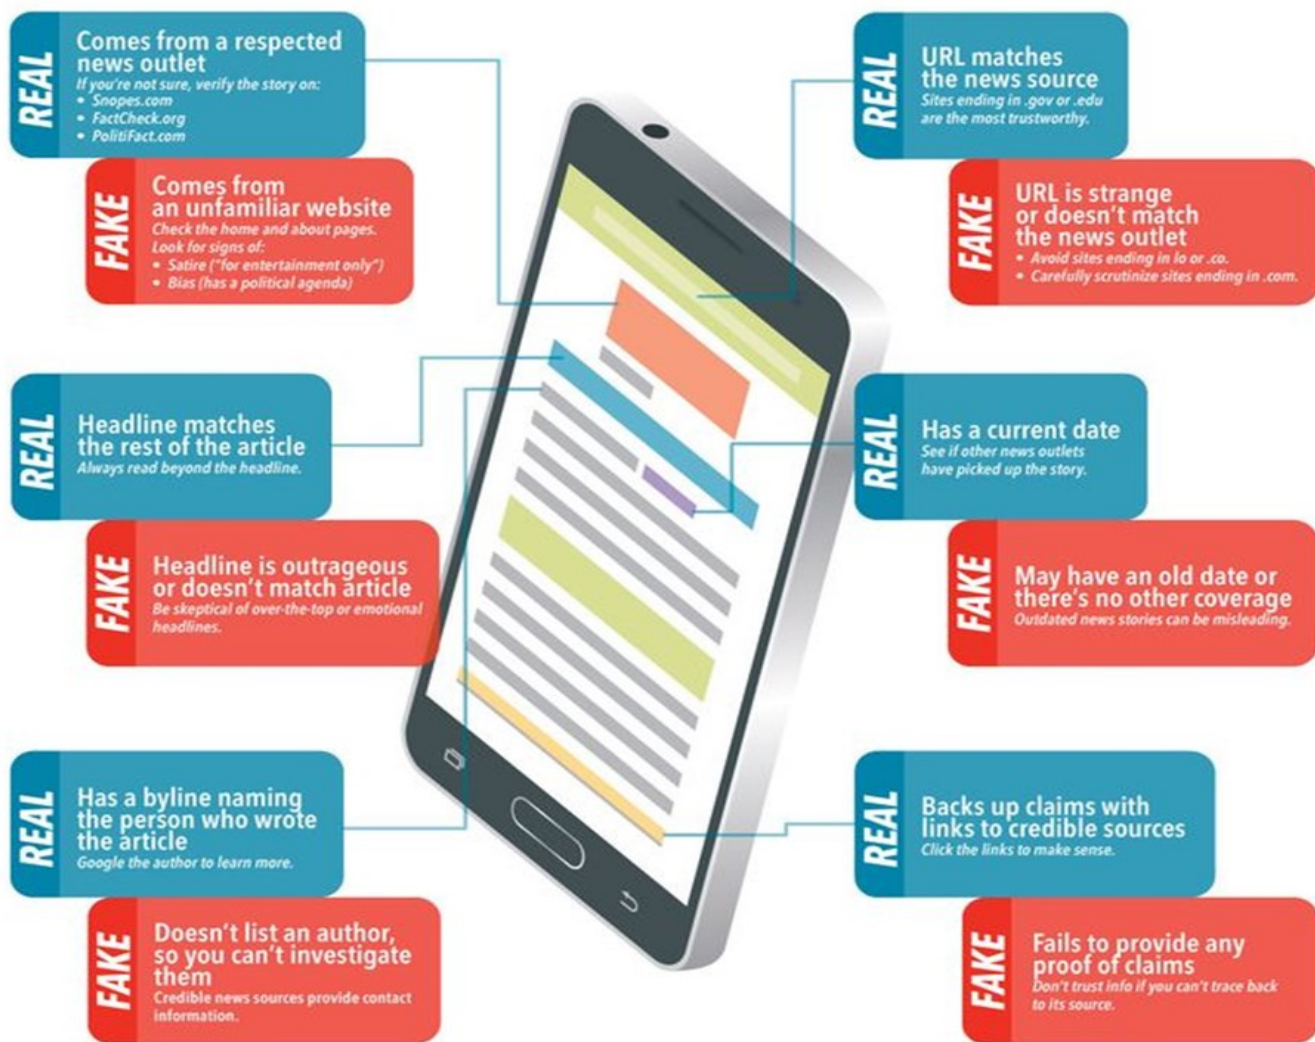 REAL
Comes from a respected
news outlet
If you're not sure, verify the story on:
• Snopes.com
• FactCheck.org
• PolitiFact.com
FAKE
Comes from
an unfamiliar website
Check the home and about pages.
Look for signs of:
• Satire ("for entertainment only")
• Bias (has a political agenda)
REAL
URL matches
the news source
Sites ending in .gov or .edu
are the most trustworthy.
FAKE
URL is strange
or doesn't match
the news outlet
• Avoid sites ending in lo or .co.
• Carefully scrutinize sites ending in .com.
REAL
Headline matches
the rest of the article
Always read beyond the headline.
FAKE
Headline is outrageous
or doesn't match article
Be skeptical of over-the-top or emotional
headlines.
REAL
Has a current date
See if other news outlets
have picked up the story.
FAKE
May have an old date or
there's no other coverage
Outdated news stories can be misleading.
REAL
Has a byline naming
the person who wrote
the article
Google the author to learn more.
FAKE
Doesn't list an author,
so you can't investigate
them
Credible news sources provide contact
information.
REAL
Backs up claims with
links to credible sources
Click the links to make sense.
FAKE
Fails to provide any
proof of claims
Don't trust info if you can't trace back
to its source.